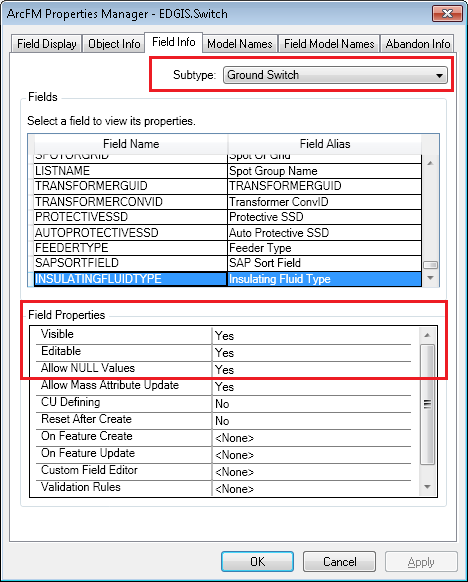 ArcFM Properties Manager - EDGIS.Switch
Field Display Object Info Field Info Model Names Field Model Names Abandon Info
Subtype: Ground Switch
Fields
Select a field to view its properties.
Field Name Field Alias
SPOTORGRID Spot Or Grid
LISTNAME Spot Group Name
TRANSFORMERGUID TRANSFORMERGUID
TRANSFORMERCONVID Transformer ConvID
PROTECTIVESSD Protective SSD
AUTOPROTECTIVESSD Auto Protective SSD
FEEDERTYPE Feeder Type
SAPSORTFIELD SAP Sort Field
INSULATINGFLUIDTYPE Insulating Fluid Type
Field Properties
Visible Yes
Editable Yes
Allow NULL Values Yes
Allow Mass Attribute Update Yes
CU Defining No
Reset After Create No
On Feature Create <None>
On Feature Update <None>
Custom Field Editor <None>
Validation Rules <None>
OK Cancel Apply